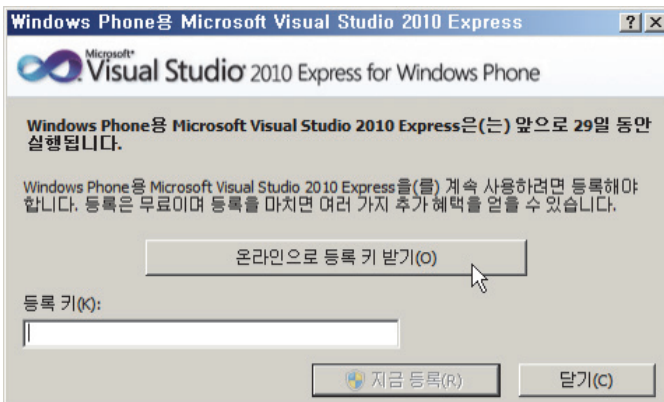 Windows Phone용 Microsoft Visual Studio 2010 Express
Microsoft®
Visual Studio® 2010 Express for Windows Phone
Windows Phone용 Microsoft Visual Studio 2010 Express은(는) 앞으로 29일 동안
실행됩니다.
Windows Phone용 Microsoft Visual Studio 2010 Express을(를) 계속 사용하려면 등록해야
합니다. 등록은 무료이며 등록을 마치면 여러 가지 추가 혜택을 얻을 수 있습니다.
온라인으로 등록 키 받기(O)
등록 키(K):
지금 등록(R)
닫기(C)